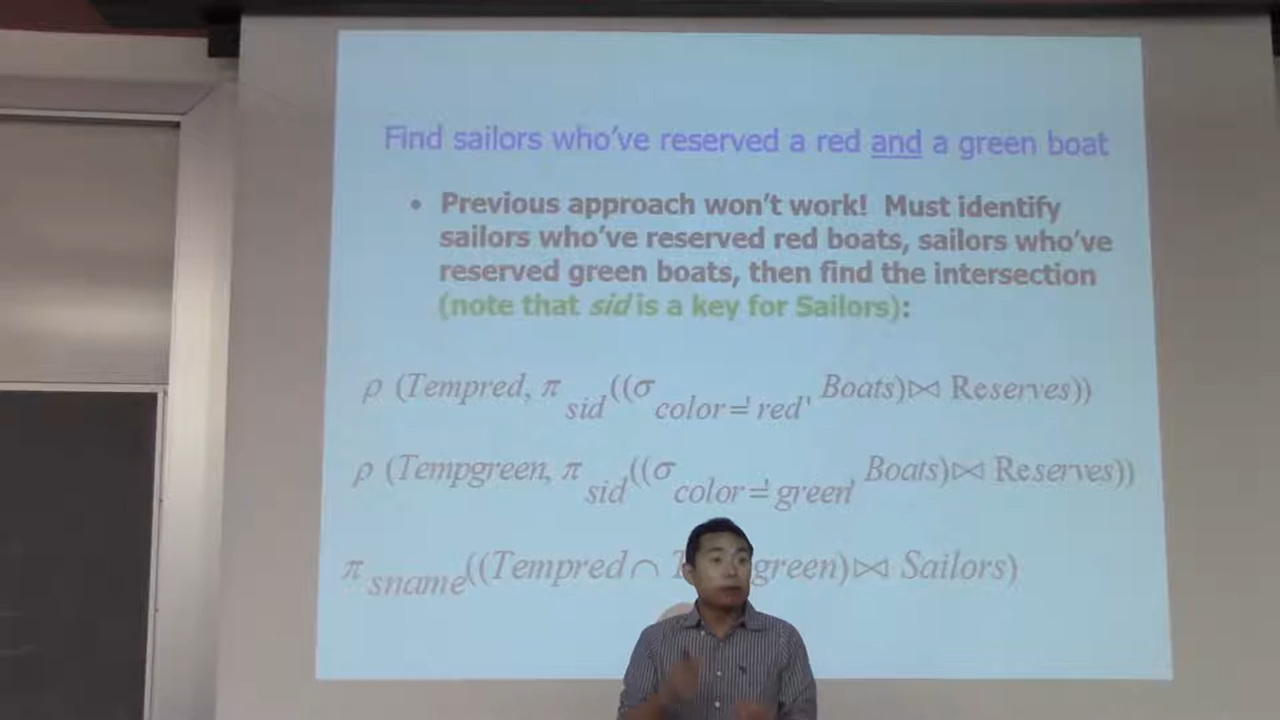 Find sailors who've reserved a red and a green boat
• Previous approach won't work! Must identify
sailors who've reserved red boats, sailors who've
reserved green boats, then find the intersection
(note that sid is a key for Sailors):
ρ (Tempred, π sid ((σ color='red' Boats) ⋈ Reserves))
ρ (Tempgreen, π sid ((σ color='green' Boats) ⋈ Reserves))
π sname ((Tempred ∩ green) ⋈ Sailors)